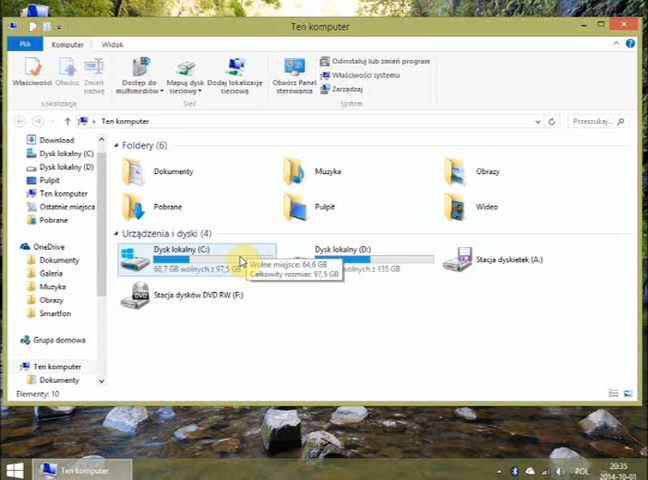 Ten komputer
Plik
Komputer
Widok
Właściwości
Otwórz
Zmień nazwę
Lokalizacja
Dostęp do multimediów
Mapuj dysk sieciowy
Dodaj lokalizację sieciową
Sieć
Otwórz Panel sterowania
Odinstaluj lub zmień program
Właściwości systemu
Zarządzaj
System
Ten komputer
Przeszukaj...
Download
Dysk lokalny (C)
Dysk lokalny (D)
Pulpit
Ten komputer
Ostatnie miejsca
Pobrane
OneDrive
Dokumenty
Galeria
Muzyka
Obrazy
Smartfon
Grupa domowa
Ten komputer
Dokumenty
Foldery (6)
Dokumenty
Muzyka
Obrazy
Pobrane
Pulpit
Wideo
Urządzenia i dyski (4)
Dysk lokalny (C:)
68,7 GB wolnych z 97,5 GB
Wolne miejsce: 64,6 GB
Całkowity rozmiar: 97,5 GB
Dysk lokalny (D:)
z 135 GB
Stacja dyskietek (A:)
DVD
Stacja dysków DVD RW (F:)
Elementy: 10
Ten komputer
POL
20:35
2014-10-01